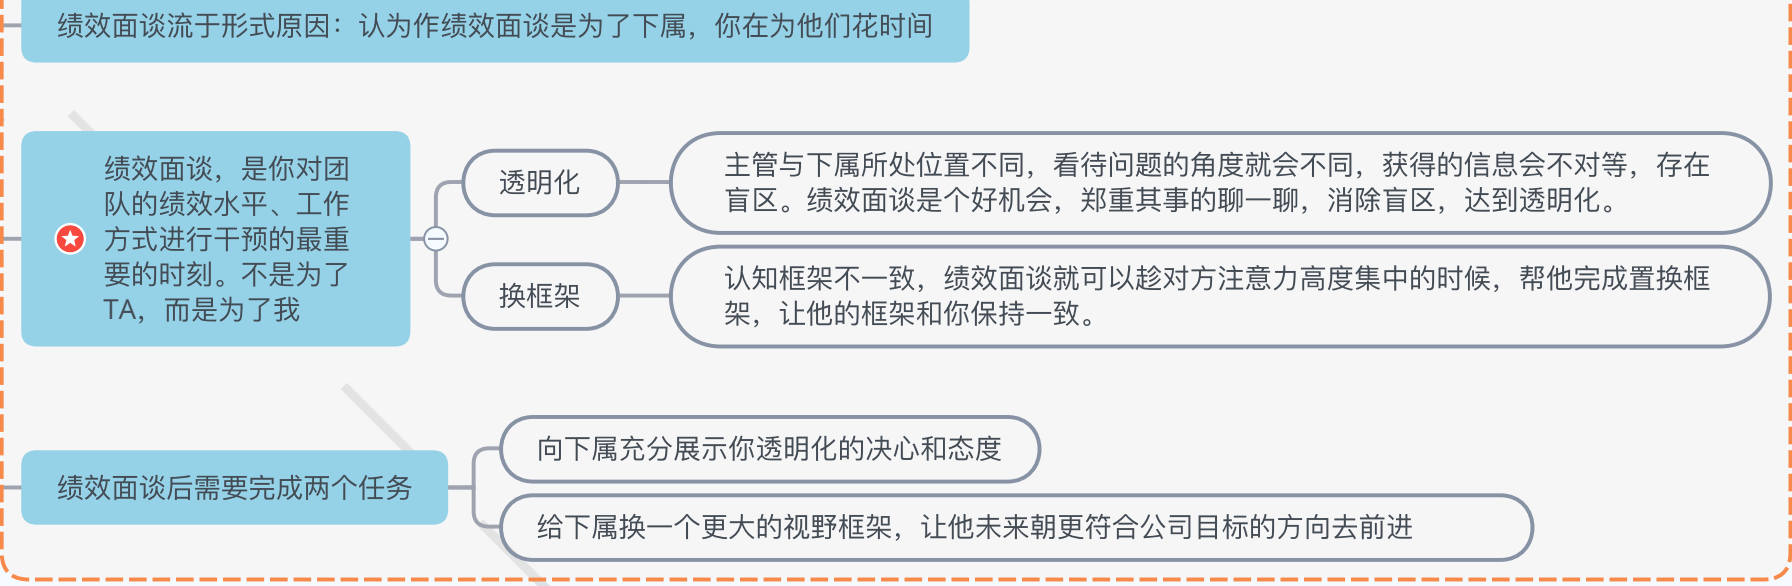 绩效面谈流于形式原因：认为作绩效面谈是为了下属，你在为他们花时间
绩效面谈，是你对团
队的绩效水平、工作
方式进行干预的最重
要的时刻。不是为了
TA，而是为了我
透明化
主管与下属所处位置不同，看待问题的角度就会不同，获得的信息会不对等，存在
盲区。绩效面谈是个好机会，郑重其事的聊一聊，消除盲区，达到透明化。
换框架
认知框架不一致，绩效面谈就可以趁对方注意力高度集中的时候，帮他完成置换框
架，让他的框架和你保持一致。
绩效面谈后需要完成两个任务
向下属充分展示你透明化的决心和态度
给下属换一个更大的视野框架，让他未来朝更符合公司目标的方向去前进